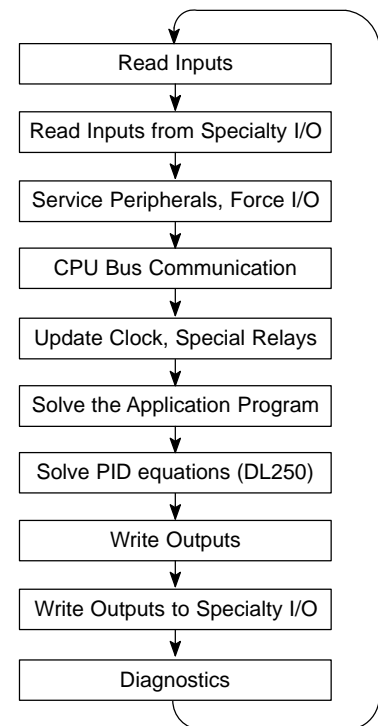 Read Inputs
Read Inputs from Specialty I/O
Service Peripherals, Force I/O
CPU Bus Communication
Update Clock, Special Relays
Solve the Application Program
Solve PID equations (DL250)
Write Outputs
Write Outputs to Specialty I/O
Diagnostics